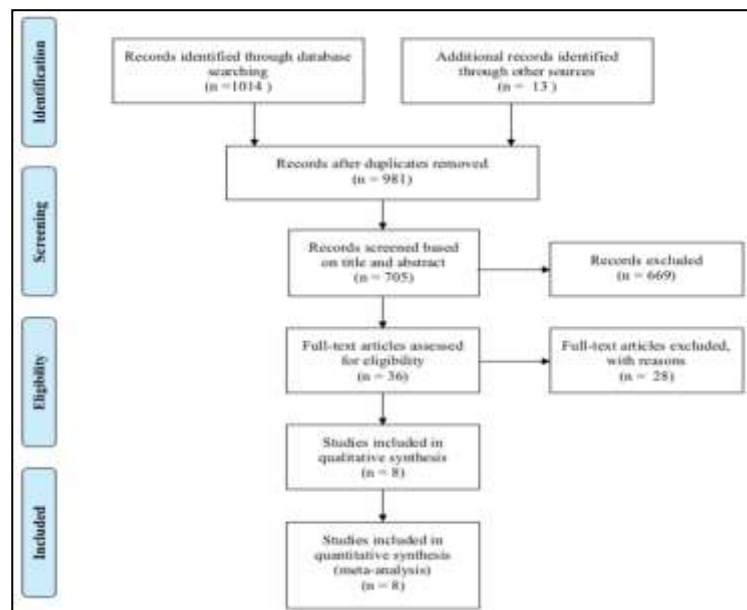 Identification
Records identified through database
searching
(n =1014 )
Additional records identified
through other sources
(n = 13 )
Records after duplicates removed
(n = 981)
Screening
Records screened based
on title and abstract
(n = 705)
Records excluded
(n = 669)
Eligibility
Full-text articles assessed
for eligibility
(n = 36)
Full-text articles excluded,
with reasons
(n = 28)
Studies included in
qualitative synthesis
(n = 8)
Included
Studies included in
quantitative synthesis
(meta-analysis)
(n = 8)